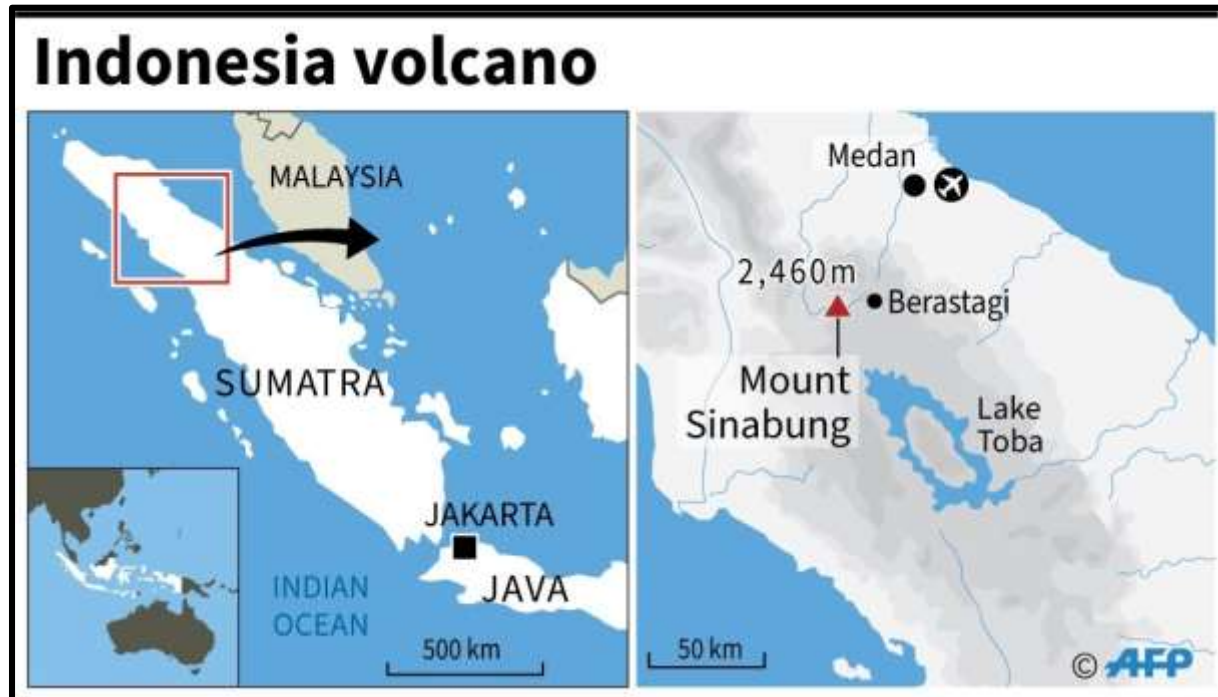 Indonesia volcano
MALAYSIA
SUMATRA
JAKARTA
JAVA
INDIAN
OCEAN
500 km
Medan
2,460m
Berastagi
Mount
Sinabung
Lake
Toba
50 km
© AFP